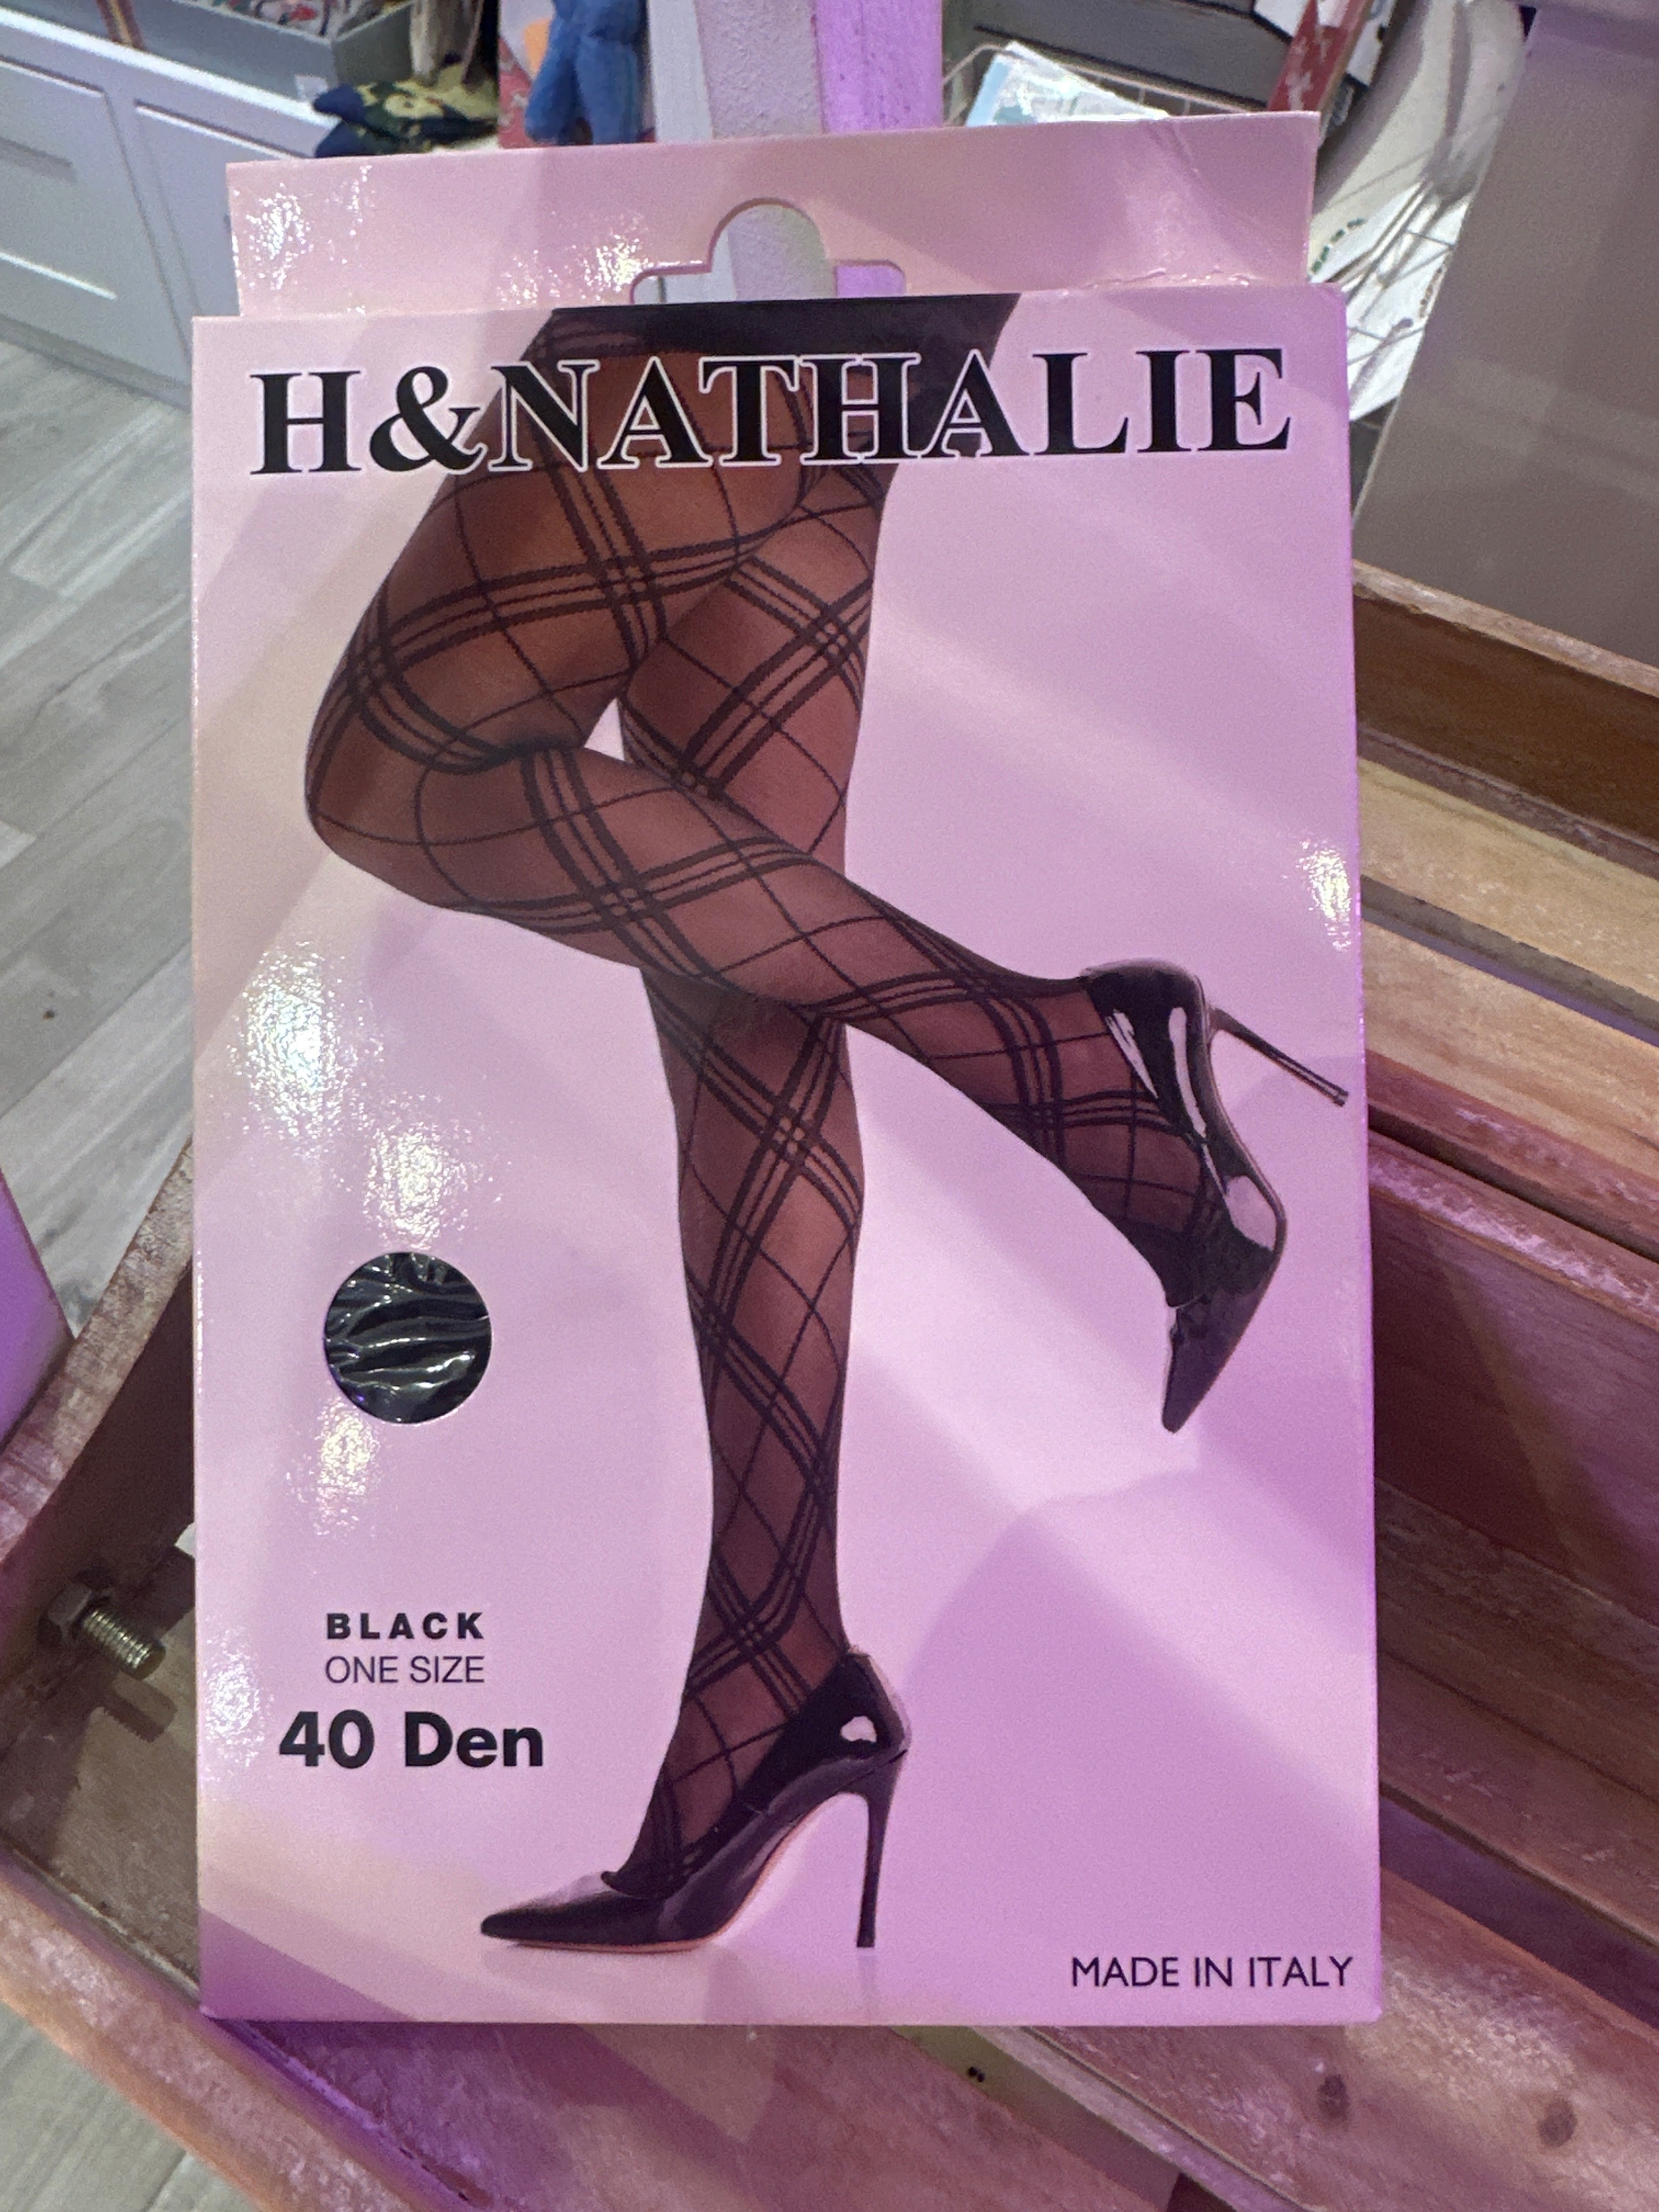 H&NATHALIE
BLACK
ONE SIZE
40 Den
MADE IN ITALY